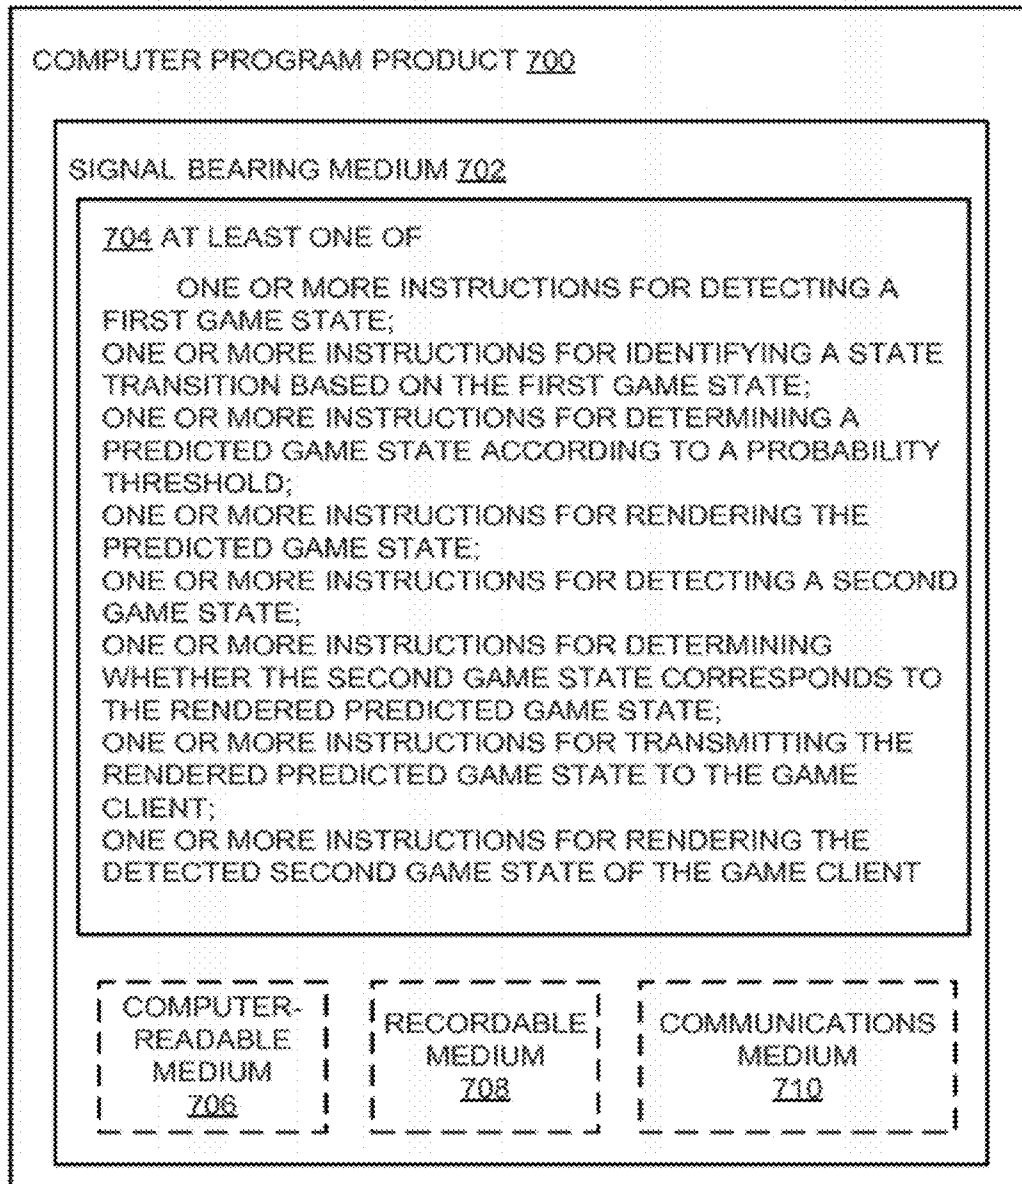 COMPUTER PROGRAM PRODUCT 700
SIGNAL BEARING MEDIUM 702
704 AT LEAST ONE OF
ONE OR MORE INSTRUCTIONS FOR DETECTING A
FIRST GAME STATE;
ONE OR MORE INSTRUCTIONS FOR IDENTIFYING A STATE
TRANSITION BASED ON THE FIRST GAME STATE;
ONE OR MORE INSTRUCTIONS FOR DETERMINING A
PREDICTED GAME STATE ACCORDING TO A PROBABILITY
THRESHOLD;
ONE OR MORE INSTRUCTIONS FOR RENDERING THE
PREDICTED GAME STATE;
ONE OR MORE INSTRUCTIONS FOR DETECTING A SECOND
GAME STATE;
ONE OR MORE INSTRUCTIONS FOR DETERMINING
WHETHER THE SECOND GAME STATE CORRESPONDS TO
THE RENDERED PREDICTED GAME STATE;
ONE OR MORE INSTRUCTIONS FOR TRANSMITTING THE
RENDERED PREDICTED GAME STATE TO THE GAME
CLIENT;
ONE OR MORE INSTRUCTIONS FOR RENDERING THE
DETECTED SECOND GAME STATE OF THE GAME CLIENT
COMPUTER-
READABLE
MEDIUM
706
RECORDABLE
MEDIUM
708
COMMUNICATIONS
MEDIUM
710